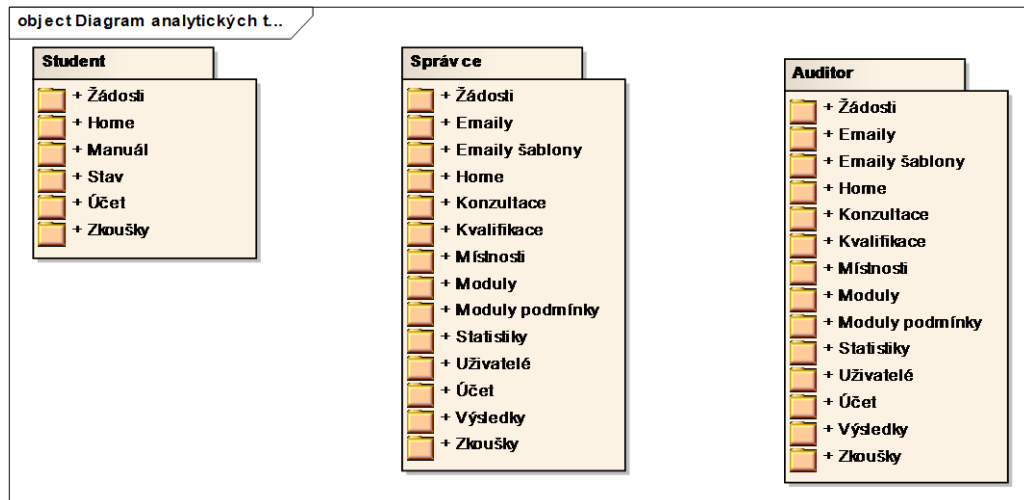 object Diagram analytických t...
Student
+ Žádosti
+ Home
+ Manuál
+ Stav
+ Účet
+ Zkoušky
Správce
+ Žádosti
+ Emaily
+ Emaily šablony
+ Home
+ Konzultace
+ Kvalifikace
+ Místnosti
+ Moduly
+ Moduly podmínky
+ Statistiky
+ Uživatelé
+ Účet
+ Výsledky
+ Zkoušky
Auditor
+ Žádosti
+ Emaily
+ Emaily šablony
+ Home
+ Konzultace
+ Kvalifikace
+ Místnosti
+ Moduly
+ Moduly podmínky
+ Statistiky
+ Uživatelé
+ Účet
+ Výsledky
+ Zkoušky